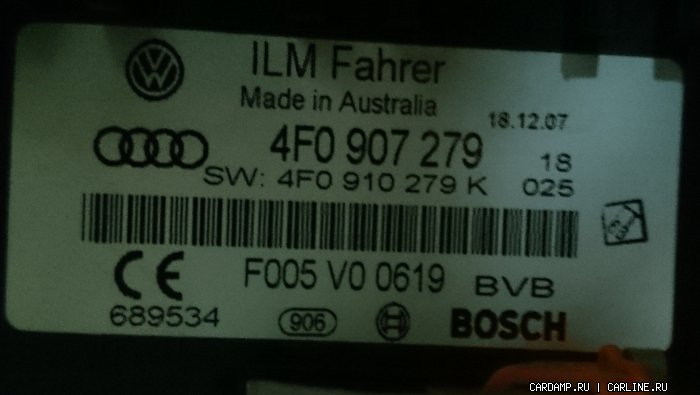 ILM Fahrer
Made in Australia
18.12.07
4F0 907 279 18
SW: 4F0 910 279 K 025
F005 V0 0619 BVB
689534 906 BOSCH
CARDAMP.RU | CARLINE.RU